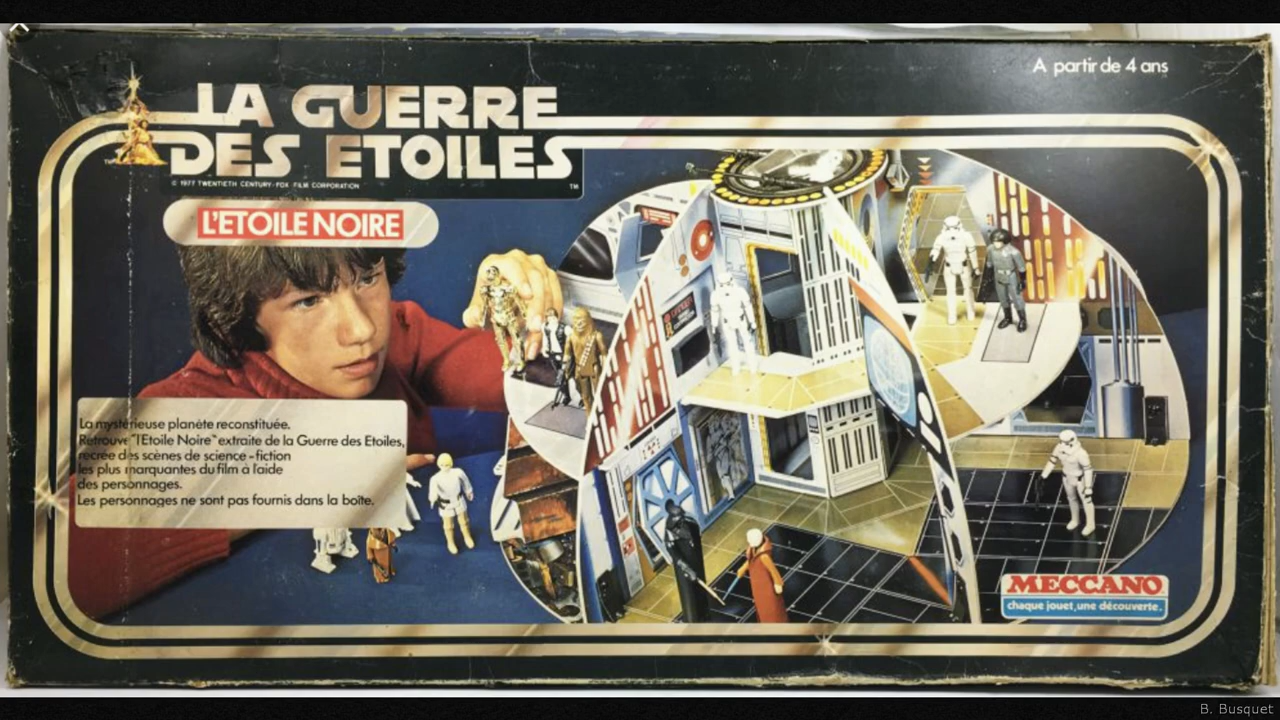 A partir de 4 ans
LA GUERRE
DES ETOILES
© 1977 TWENTIETH CENTURY-FOX FILM CORPORATION
TM
TM
L'ETOILE NOIRE
La mystérieuse planète reconstituée.
Retrouve "l'Etoile Noire" extraite de la Guerre des Etoiles,
recrée des scènes de science-fiction
les plus marquantes du film à l'aide
des personnages.
Les personnages ne sont pas fournis dans la boîte.
MECCANO
chaque jouet, une découverte.
B. Busquet